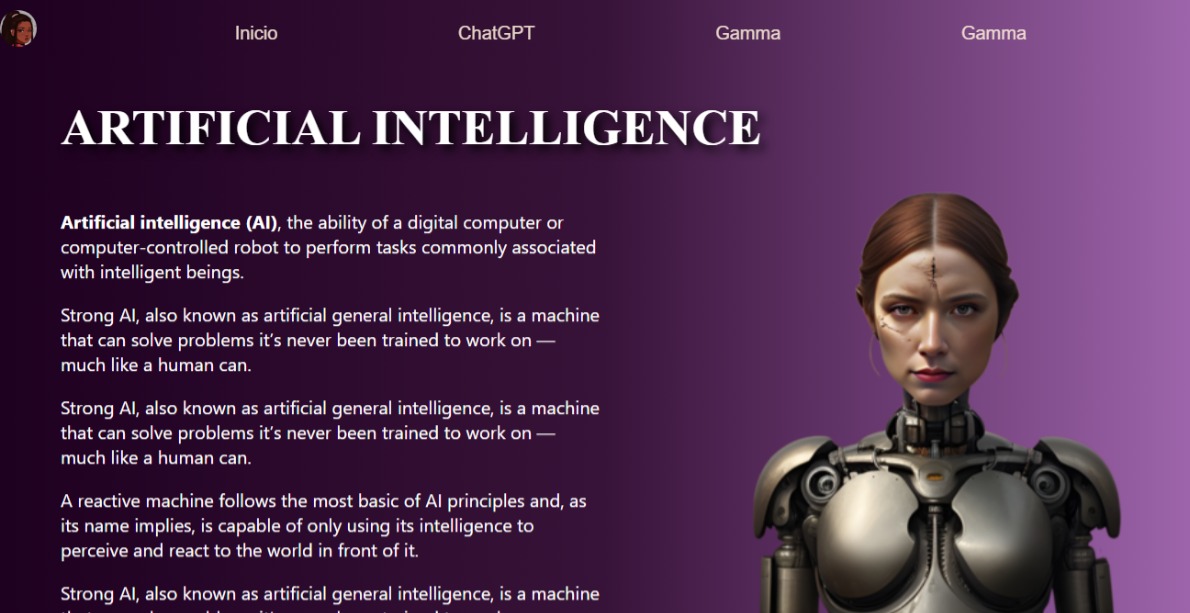 Inicio ChatGPT Gamma Gamma
ARTIFICIAL INTELLIGENCE
Artificial intelligence (AI), the ability of a digital computer or
computer-controlled robot to perform tasks commonly associated
with intelligent beings.
Strong AI, also known as artificial general intelligence, is a machine
that can solve problems it’s never been trained to work on —
much like a human can.
Strong AI, also known as artificial general intelligence, is a machine
that can solve problems it’s never been trained to work on —
much like a human can.
A reactive machine follows the most basic of AI principles and, as
its name implies, is capable of only using its intelligence to
perceive and react to the world in front of it.
Strong AI, also known as artificial general intelligence, is a machine